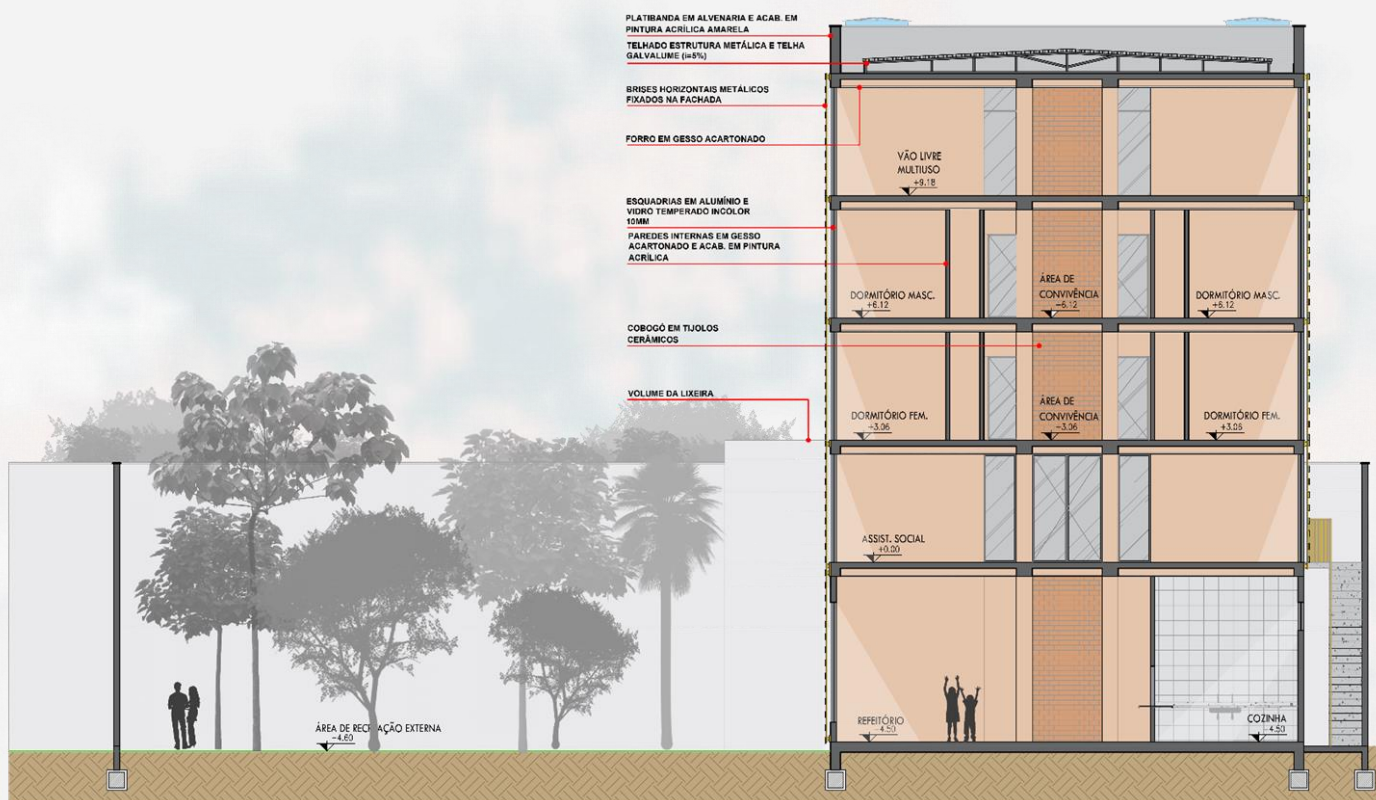 PLATIBANDA EM ALVENARIA E ACAB. EM
PINTURA ACRÍLICA AMARELA
TELHADO ESTRUTURA METÁLICA E TELHA
GALVALUME (i=5%)
BRISES HORIZONTAIS METÁLICOS
FIXADOS NA FACHADA
FORRO EM GESSO ACARTONADO
VÃO LIVRE
MULTIUSO
+9.18
ESQUADRIAS EM ALUMÍNIO E
VIDRO TEMPERADO INCOLOR
10MM
PAREDES INTERNAS EM GESSO
ACARTONADO E ACAB. EM PINTURA
ACRÍLICA
DORMITÓRIO MASC.
+6.12
ÁREA DE
CONVIVÊNCIA
+6.12
DORMITÓRIO MASC.
+6.12
COBOGÓ EM TIJOLOS
CERÂMICOS
VOLUME DA LIXEIRA
DORMITÓRIO FEM.
+3.06
ÁREA DE
CONVIVÊNCIA
+3.06
DORMITÓRIO FEM.
+3.06
ASSIST. SOCIAL
+0.00
REFEITÓRIO
-4.50
COZINHA
-4.50
ÁREA DE RECREAÇÃO EXTERNA
-4.60